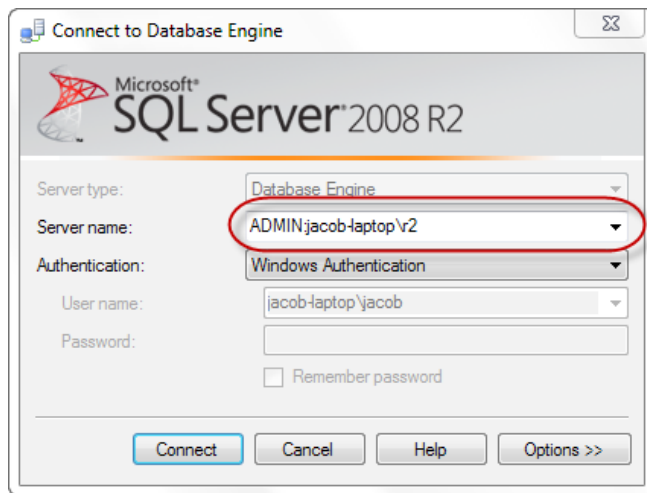 Connect to Database Engine
Microsoft®
SQL Server® 2008 R2
Server type: Database Engine
Server name: ADMIN:jacob-laptop\r2
Authentication: Windows Authentication
User name: jacob-laptop\jacob
Password:
Remember password
Connect Cancel Help Options >>